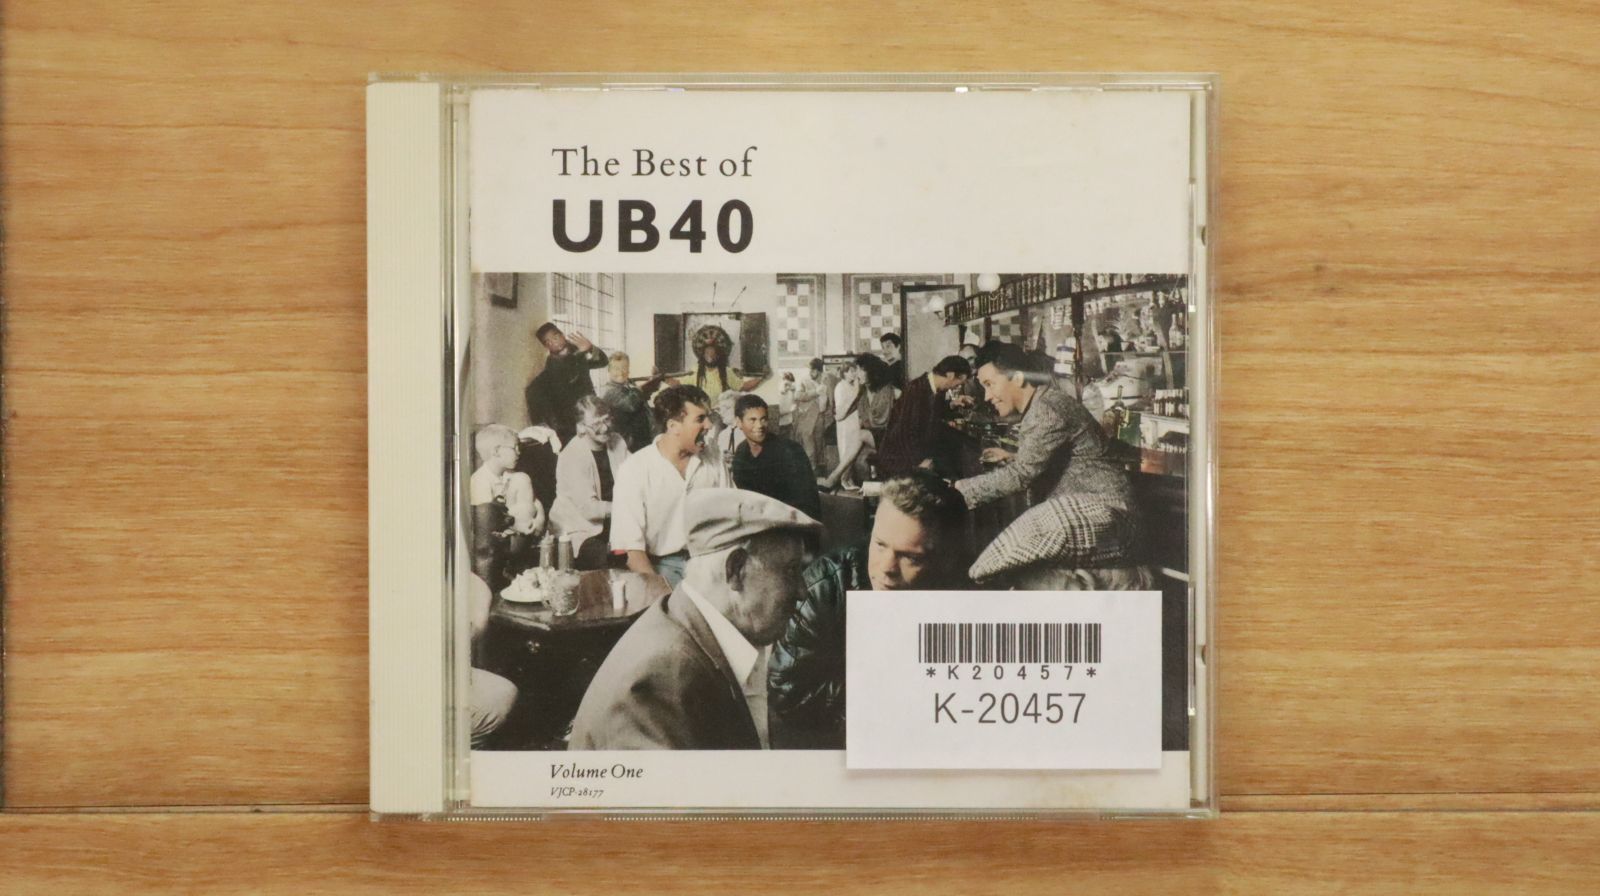 The Best of
UB40
*K20457*
K-20457
Volume One
VJCP-28177